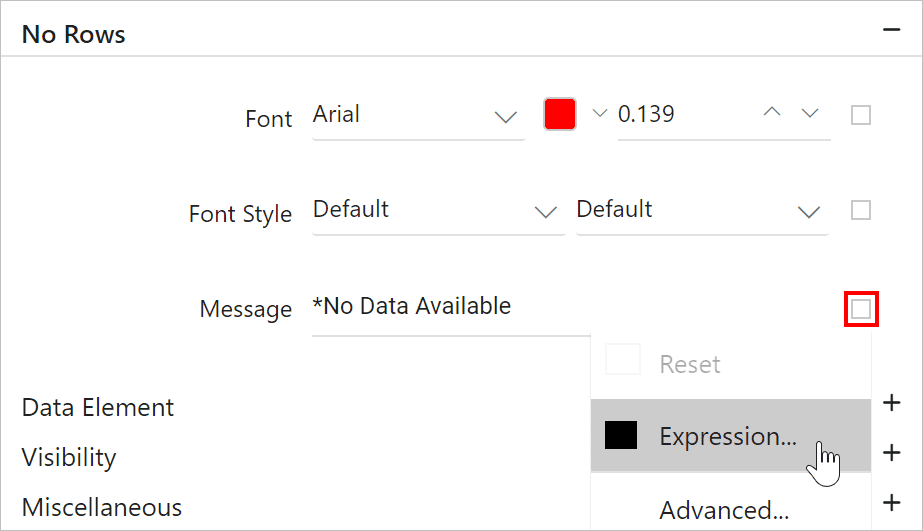 No Rows
Font Arial 0.139
Font Style Default Default
Message *No Data Available
Reset
Data Element
Expression...
Visibility
Miscellaneous
Advanced...